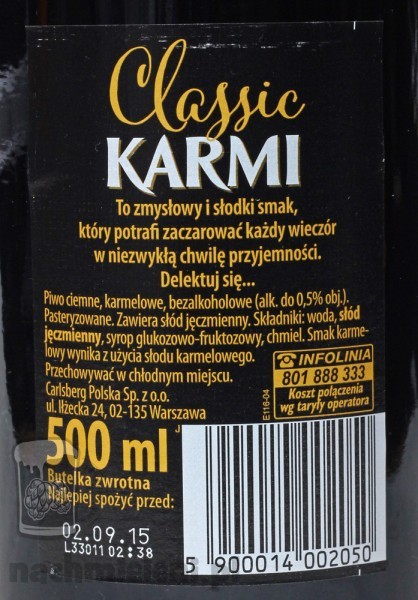 Classic
KARMI
To zmysłowy i słodki smak,
który potrafi zaczarować każdy wieczór
w niezwykłą chwilę przyjemności.
Delektuj się...
Piwo ciemne, karmelowe, bezalkoholowe (alk. do 0,5% obj.).
Pasteryzowane. Zawiera słód jęczmienny. Składniki: woda, słód
jęczmienny, syrop glukozowo-fruktozowy, chmiel. Smak karme-
lowy wynika z użycia słodu karmelowego.
Przechowywać w chłodnym miejscu.
Carlsberg Polska Sp. z o.o.
ul. Iłżecka 24, 02-135 Warszawa
INFOLINIA
801 888 333
Koszt połączenia
wg taryfy operatora
E116-04
500 ml
J
Butelka zwrotna
Najlepiej spożyć przed:
02.09.15
L33011 02:38
5 900014 002050
nachmieleni.pl